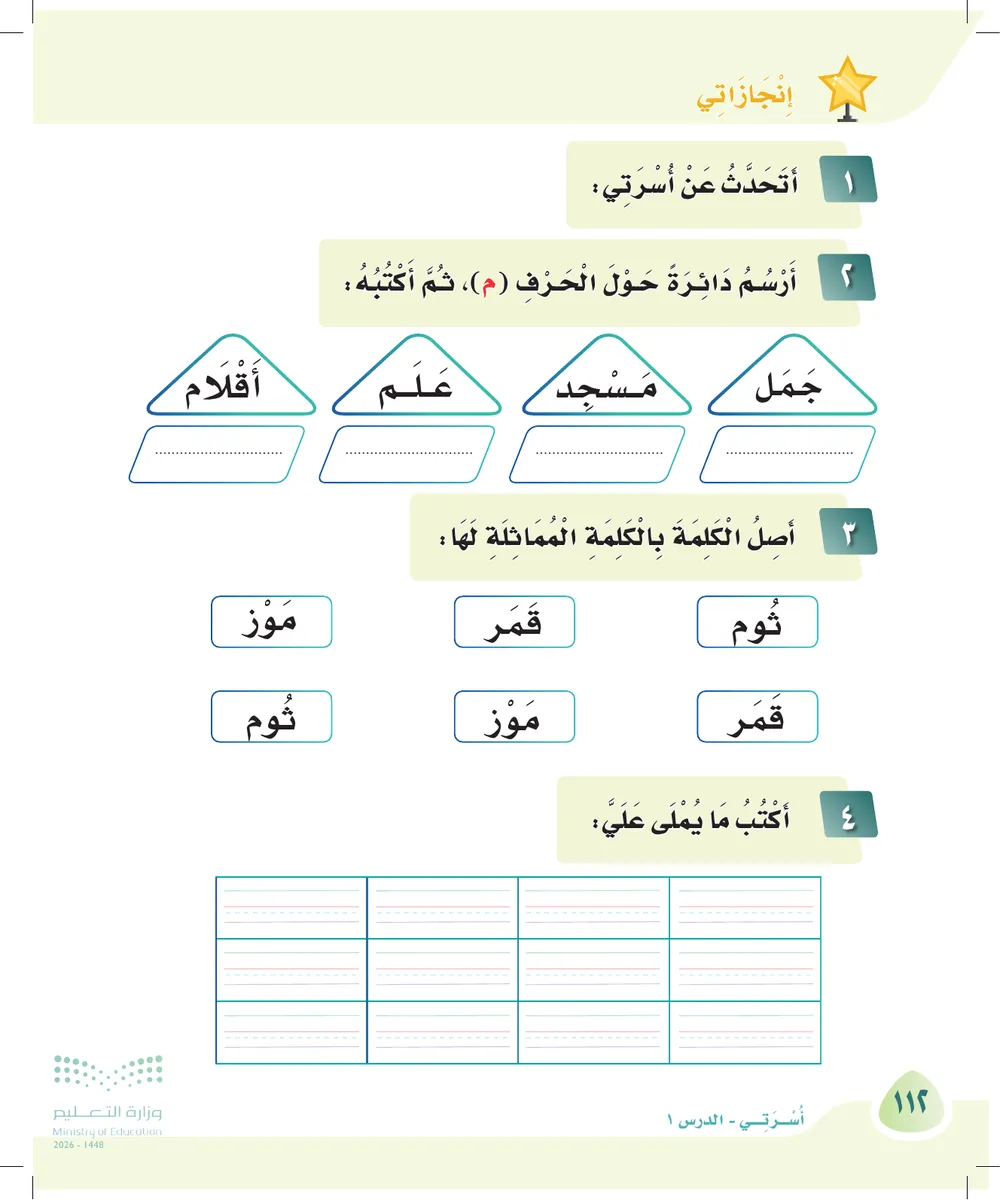 إِنْجَازَاتِي
١
أَتَحَدَّثُ عَنْ أُسْرَتِي:
٢
أَرْسُمُ دَائِرَةً حَوْلَ الْحَرْفِ (م)، ثُمَّ أَكْتُبُهُ:
جَمَل مَسْجِد عَلَم أَقْلَام
٣
أَصِلُ الْكَلِمَةَ بِالْكَلِمَةِ الْمُمَاثِلَةِ لَهَا:
ثُوم قَمَر مَوْز
قَمَر مَوْز ثُوم
٤
أَكْتُبُ مَا يُمْلَى عَلَيَّ:
١١٢
أُسْرَتِي - الدرس ١
وزارة التعليم
Ministry of Education
2026 - 1448